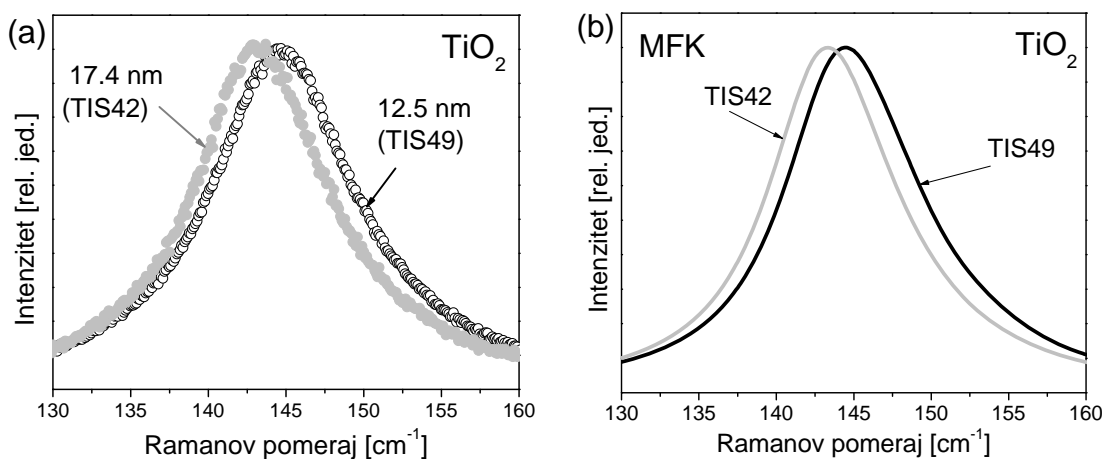 (a)
TiO₂
17.4 nm
(TIS42)
12.5 nm
(TIS49)
Intenzitet [rel. jed.]
130 135 140 145 150 155 160
Ramanov pomeraj [cm⁻¹]
(b)
MFK
TiO₂
TIS42
TIS49
Intenzitet [rel. jed.]
130 135 140 145 150 155 160
Ramanov pomeraj [cm⁻¹]